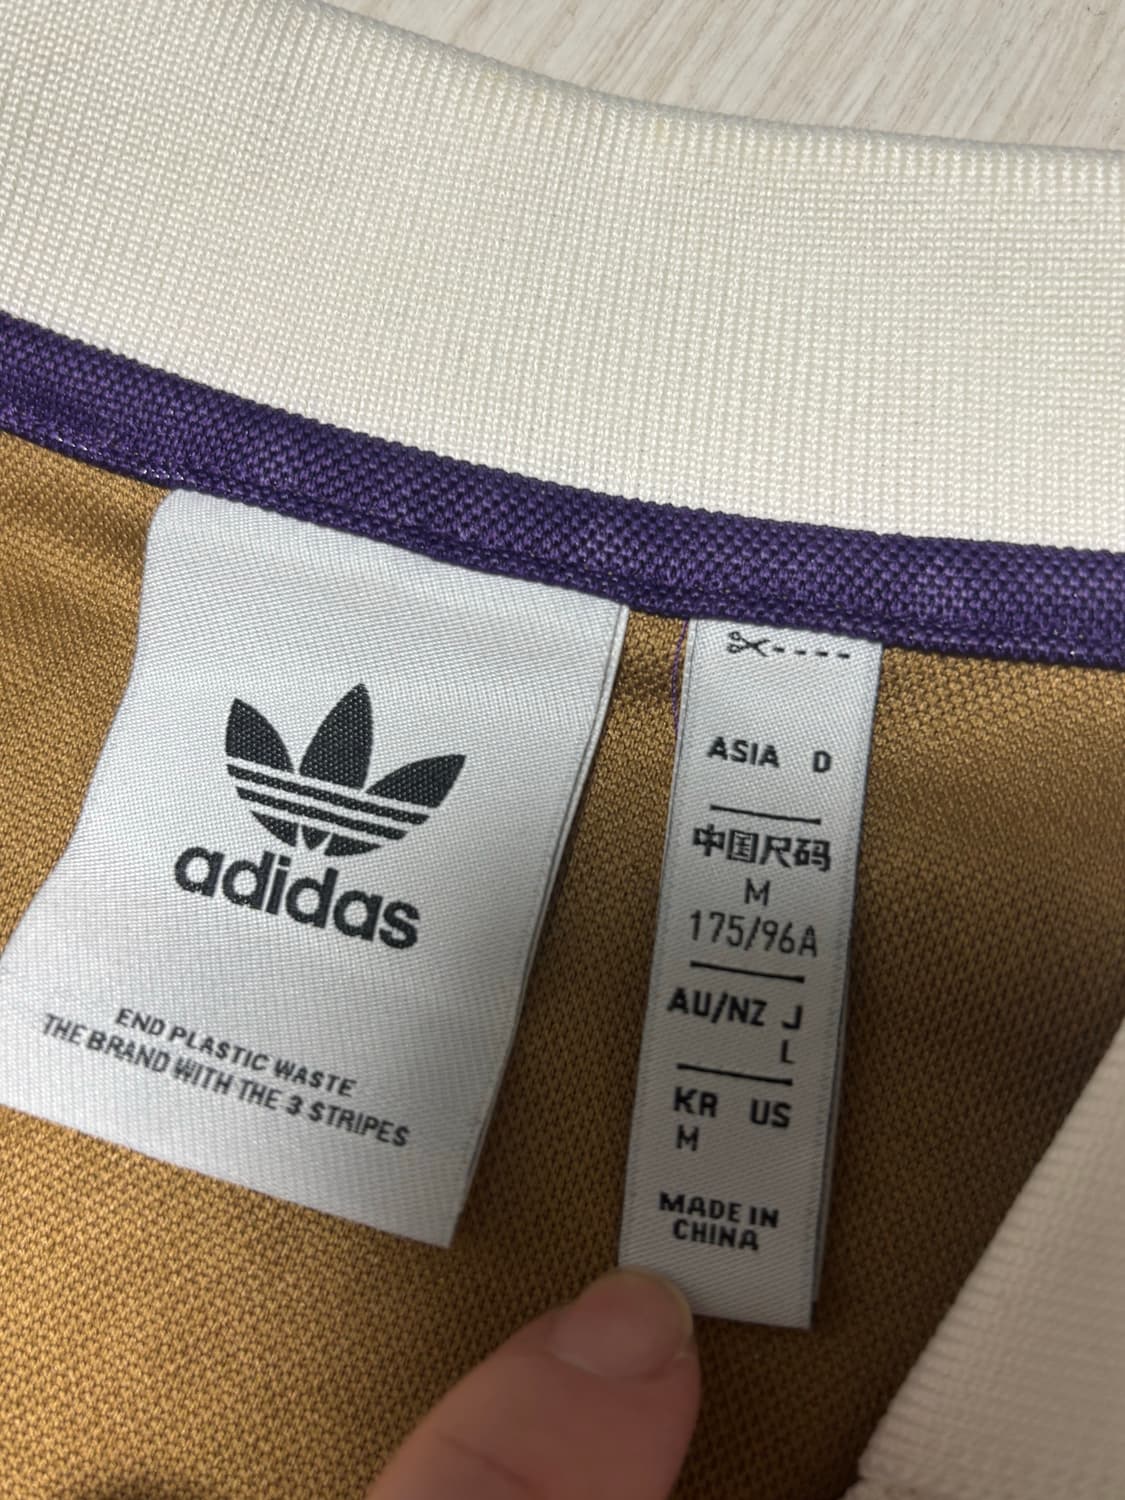 adidas
END PLASTIC WASTE
THE BRAND WITH THE 3 STRIPES
ASIA D
中国尺码
M
175/96A
AU/NZ J
L
KR US
M
MADE IN
CHINA